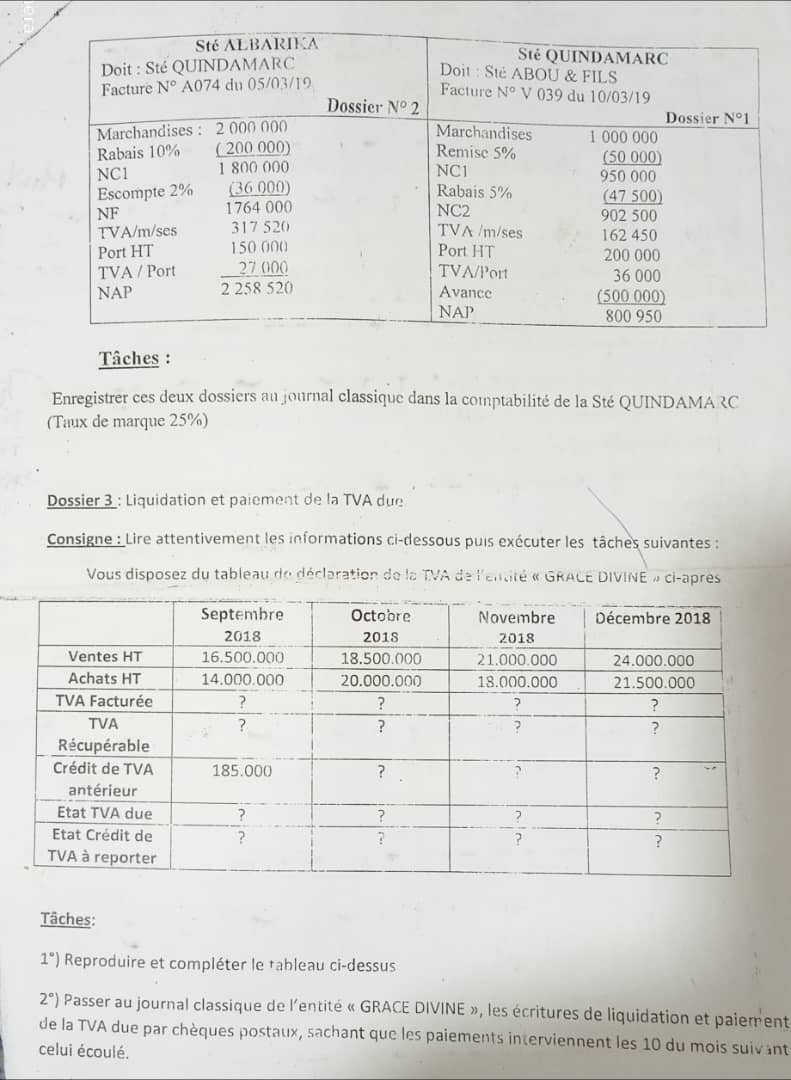 Sté ALBARIKA
Doit : Sté QUINDAMARC
Facture N° A074 du 05/03/19
Dossier N° 2
Marchandises : 2 000 000
Rabais 10% ( 200 000)
NC1 1 800 000
Escompte 2% (36 000)
NF 1764 000
TVA/m/ses 317 520
Port HT 150 000
TVA / Port 27 000
NAP 2 258 520
Sté QUINDAMARC
Doit : Sté ABOU & FILS
Facture N° V 039 du 10/03/19
Dossier N°1
Marchandises 1 000 000
Remise 5% (50 000)
NC1 950 000
Rabais 5% (47 500)
NC2 902 500
TVA /m/ses 162 450
Port HT 200 000
TVA/Port 36 000
Avance (500 000)
NAP 800 950
Tâches :
Enregistrer ces deux dossiers au journal classique dans la comptabilité de la Sté QUINDAMARC
(Taux de marque 25%)
Dossier 3 : Liquidation et paiement de la TVA due
Consigne : Lire attentivement les informations ci-dessous puis exécuter les tâches suivantes :
Vous disposez du tableau de déclaration de la TVA de l'entité « GRACE DIVINE » ci-apres
Septembre 2018 Octobre 2018 Novembre 2018 Décembre 2018
Ventes HT 16.500.000 18.500.000 21.000.000 24.000.000
Achats HT 14.000.000 20.000.000 18.000.000 21.500.000
TVA Facturée ? ? ? ?
TVA Récupérable ? ? ? ?
Crédit de TVA antérieur 185.000 ? ? ?
Etat TVA due ? ? ? ?
Etat Crédit de TVA à reporter ? ? ? ?
Tâches:
1°) Reproduire et compléter le tableau ci-dessus
2°) Passer au journal classique de l'entité « GRACE DIVINE », les écritures de liquidation et paiement
de la TVA due par chèques postaux, sachant que les paiements interviennent les 10 du mois suivant
celui écoulé.